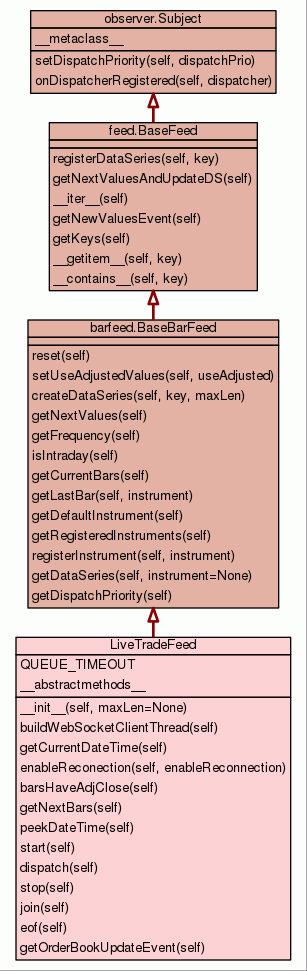 observer.Subject
__metaclass__
setDispatchPriority(self, dispatchPrio)
onDispatcherRegistered(self, dispatcher)
feed.BaseFeed
registerDataSeries(self, key)
getNextValuesAndUpdateDS(self)
__iter__(self)
getNewValuesEvent(self)
getKeys(self)
__getitem__(self, key)
__contains__(self, key)
barfeed.BaseBarFeed
reset(self)
setUseAdjustedValues(self, useAdjusted)
createDataSeries(self, key, maxLen)
getNextValues(self)
getFrequency(self)
isIntraday(self)
getCurrentBars(self)
getLastBar(self, instrument)
getDefaultInstrument(self)
getRegisteredInstruments(self)
registerInstrument(self, instrument)
getDataSeries(self, instrument=None)
getDispatchPriority(self)
LiveTradeFeed
QUEUE_TIMEOUT
__abstractmethods__
__init__(self, maxLen=None)
buildWebSocketClientThread(self)
getCurrentDateTime(self)
enableReconection(self, enableReconnection)
barsHaveAdjClose(self)
getNextBars(self)
peekDateTime(self)
start(self)
dispatch(self)
stop(self)
join(self)
eof(self)
getOrderBookUpdateEvent(self)